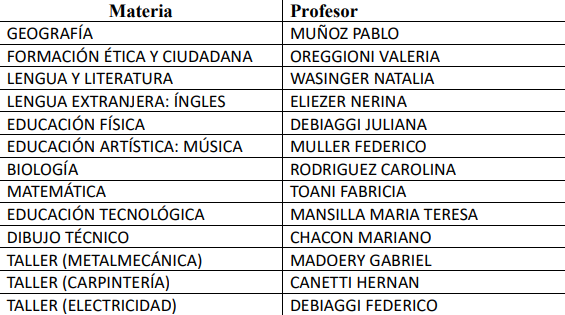 Materia Profesor
GEOGRAFÍA MUÑOZ PABLO
FORMACIÓN ÉTICA Y CIUDADANA OREGGIONI VALERIA
LENGUA Y LITERATURA WASINGER NATALIA
LENGUA EXTRANJERA: ÍNGLES ELIEZER NERINA
EDUCACIÓN FÍSICA DEBIAGGI JULIANA
EDUCACIÓN ARTÍSTICA: MÚSICA MULLER FEDERICO
BIOLOGÍA RODRIGUEZ CAROLINA
MATEMÁTICA TOANI FABRICIA
EDUCACIÓN TECNOLÓGICA MANSILLA MARIA TERESA
DIBUJO TÉCNICO CHACON MARIANO
TALLER (METALMECÁNICA) MADOERY GABRIEL
TALLER (CARPINTERÍA) CANETTI HERNAN
TALLER (ELECTRICIDAD) DEBIAGGI FEDERICO